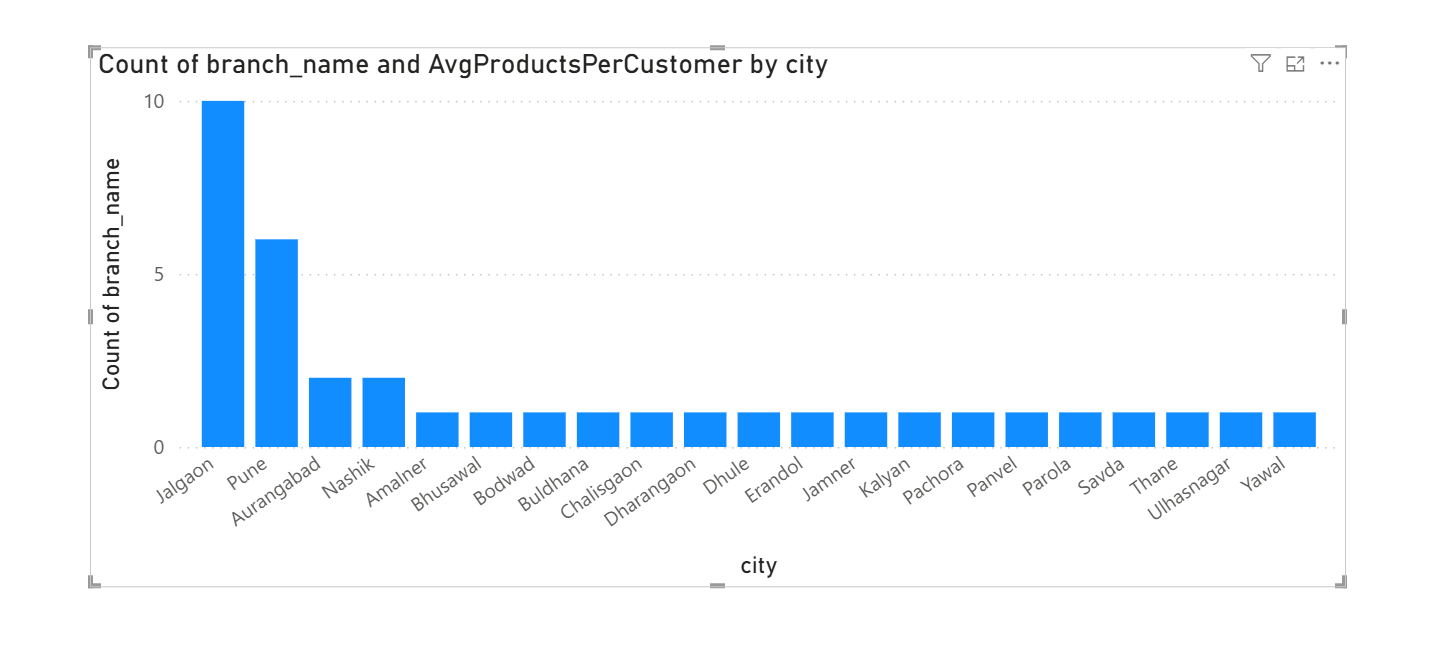 Count of branch_name and AvgProductsPerCustomer by city
10
5
0
Count of branch_name
Jalgaon
Pune
Aurangabad
Nashik
Amalner
Bhusawal
Bodwad
Buldhana
Chalisgaon
Dharangaon
Dhule
Erandol
Jamner
Kalyan
Pachora
Panvel
Parola
Savda
Thane
Ulhasnagar
Yawal
city